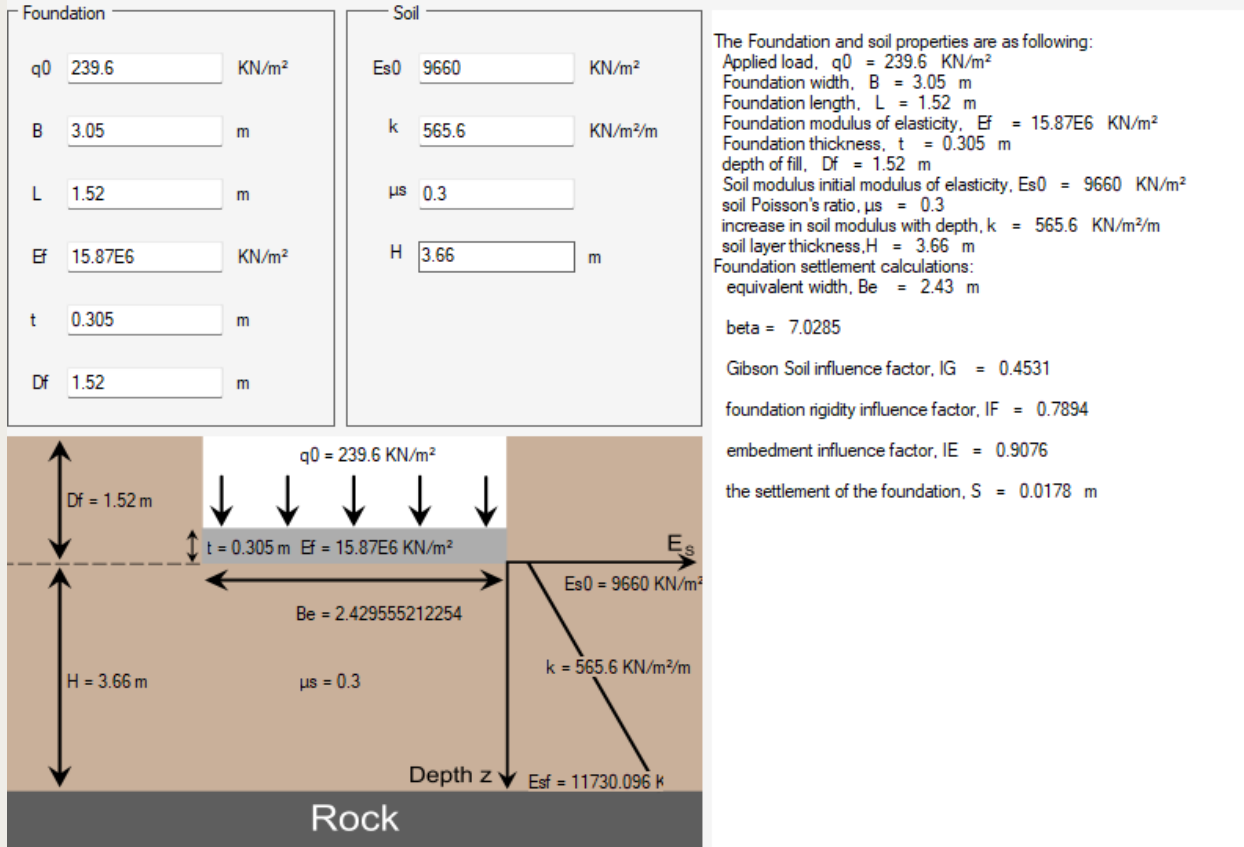 Foundation
q0 239.6 KN/m²
B 3.05 m
L 1.52 m
Ef 15.87E6 KN/m²
t 0.305 m
Df 1.52 m
Soil
Es0 9660 KN/m²
k 565.6 KN/m²/m
μs 0.3
H 3.66 m
q0 = 239.6 KN/m²
Df = 1.52 m
t = 0.305 m Ef = 15.87E6 KN/m²
Es
Es0 = 9660 KN/m²
Be = 2.429555212254
k = 565.6 KN/m²/m
H = 3.66 m
μs = 0.3
Depth z
Esf = 11730.096 K
Rock
The Foundation and soil properties are as following:
Applied load, q0 = 239.6 KN/m²
Foundation width, B = 3.05 m
Foundation length, L = 1.52 m
Foundation modulus of elasticity, Ef = 15.87E6 KN/m²
Foundation thickness, t = 0.305 m
depth of fill, Df = 1.52 m
Soil modulus initial modulus of elasticity, Es0 = 9660 KN/m²
soil Poisson's ratio, μs = 0.3
increase in soil modulus with depth, k = 565.6 KN/m²/m
soil layer thickness,H = 3.66 m
Foundation settlement calculations:
equivalent width, Be = 2.43 m
beta = 7.0285
Gibson Soil influence factor, IG = 0.4531
foundation rigidity influence factor, IF = 0.7894
embedment influence factor, IE = 0.9076
the settlement of the foundation, S = 0.0178 m